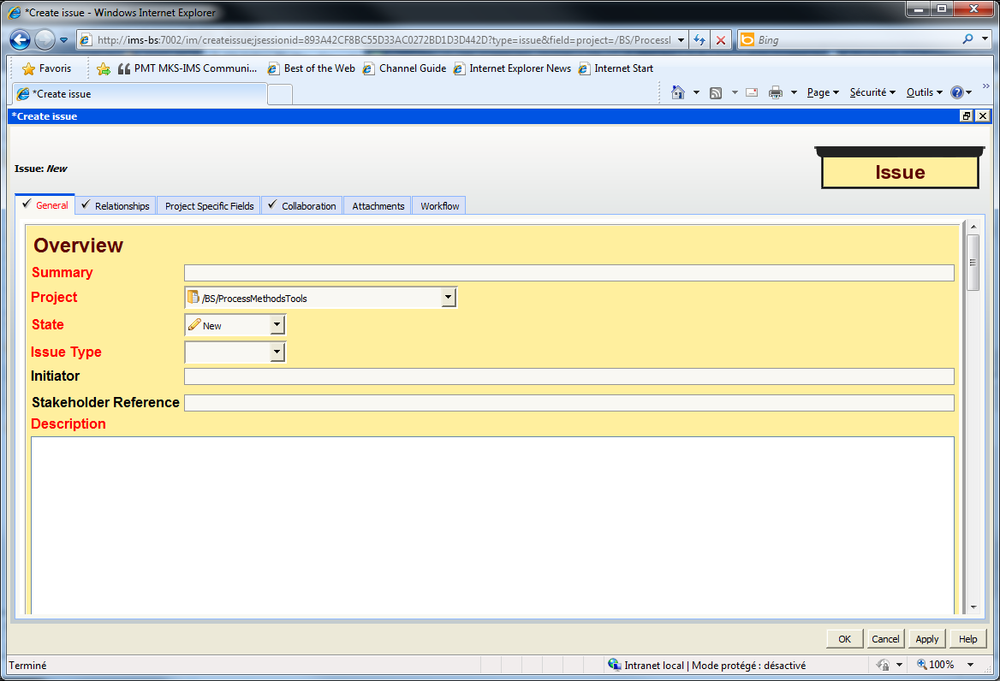 *Create issue - Windows Internet Explorer
http://ims-bs:7002/im/createissue;jsessionid=893A42CF8BC55D33AC0272BD1D3D442D?type=issue&field=project=/BS/Processl
Bing
Favoris
PMT MKS-IMS Communi...
Best of the Web
Channel Guide
Internet Explorer News
Internet Start
*Create issue
Page
Sécurité
Outils
*Create issue
Issue: New
Issue
General
Relationships
Project Specific Fields
Collaboration
Attachments
Workflow
Overview
Summary
Project
/BS/ProcessMethodsTools
State
New
Issue Type
Initiator
Stakeholder Reference
Description
OK
Cancel
Apply
Help
Terminé
Intranet local | Mode protégé : désactivé
100%